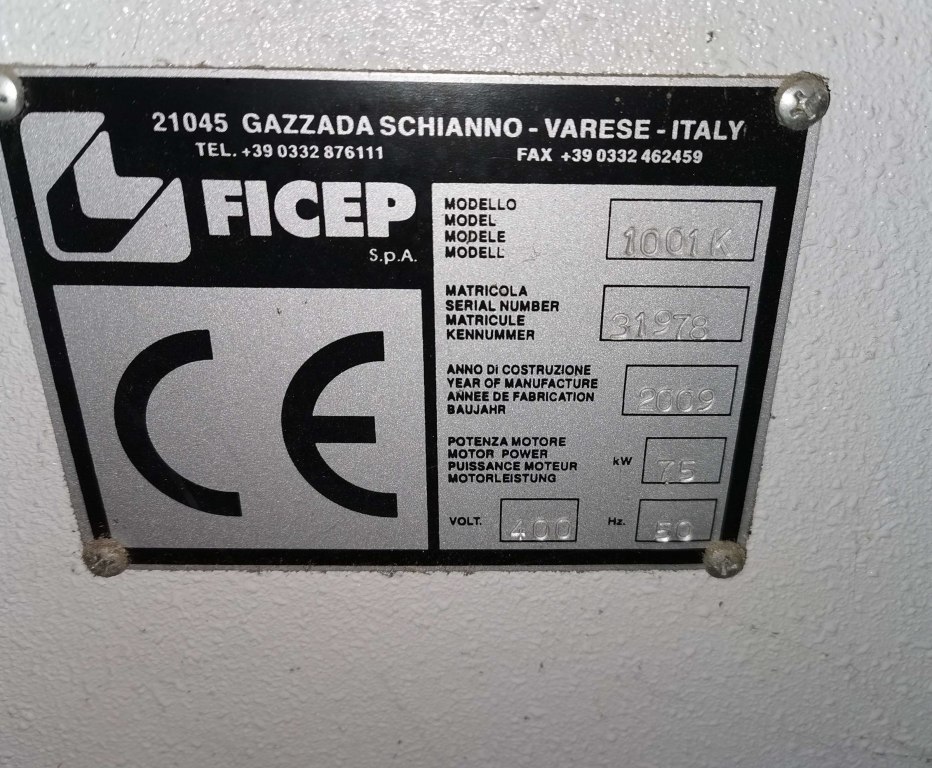 21045 GAZZADA SCHIANNO - VARESE - ITALY
TEL. +39 0332 876111 FAX +39 0332 462459
FICEP
S.p.A.
CE
MODELLO
MODEL
MODELE
MODELL
1001K
MATRICOLA
SERIAL NUMBER
MATRICULE
KENNUMMER
31978
ANNO Di COSTRUZIONE
YEAR OF MANUFACTURE
ANNEE DE FABRICATION
BAUJAHR
2009
POTENZA MOTORE
MOTOR POWER
PUISSANCE MOTEUR
MOTORLEISTUNG
kW 75
VOLT. 400 Hz. 50